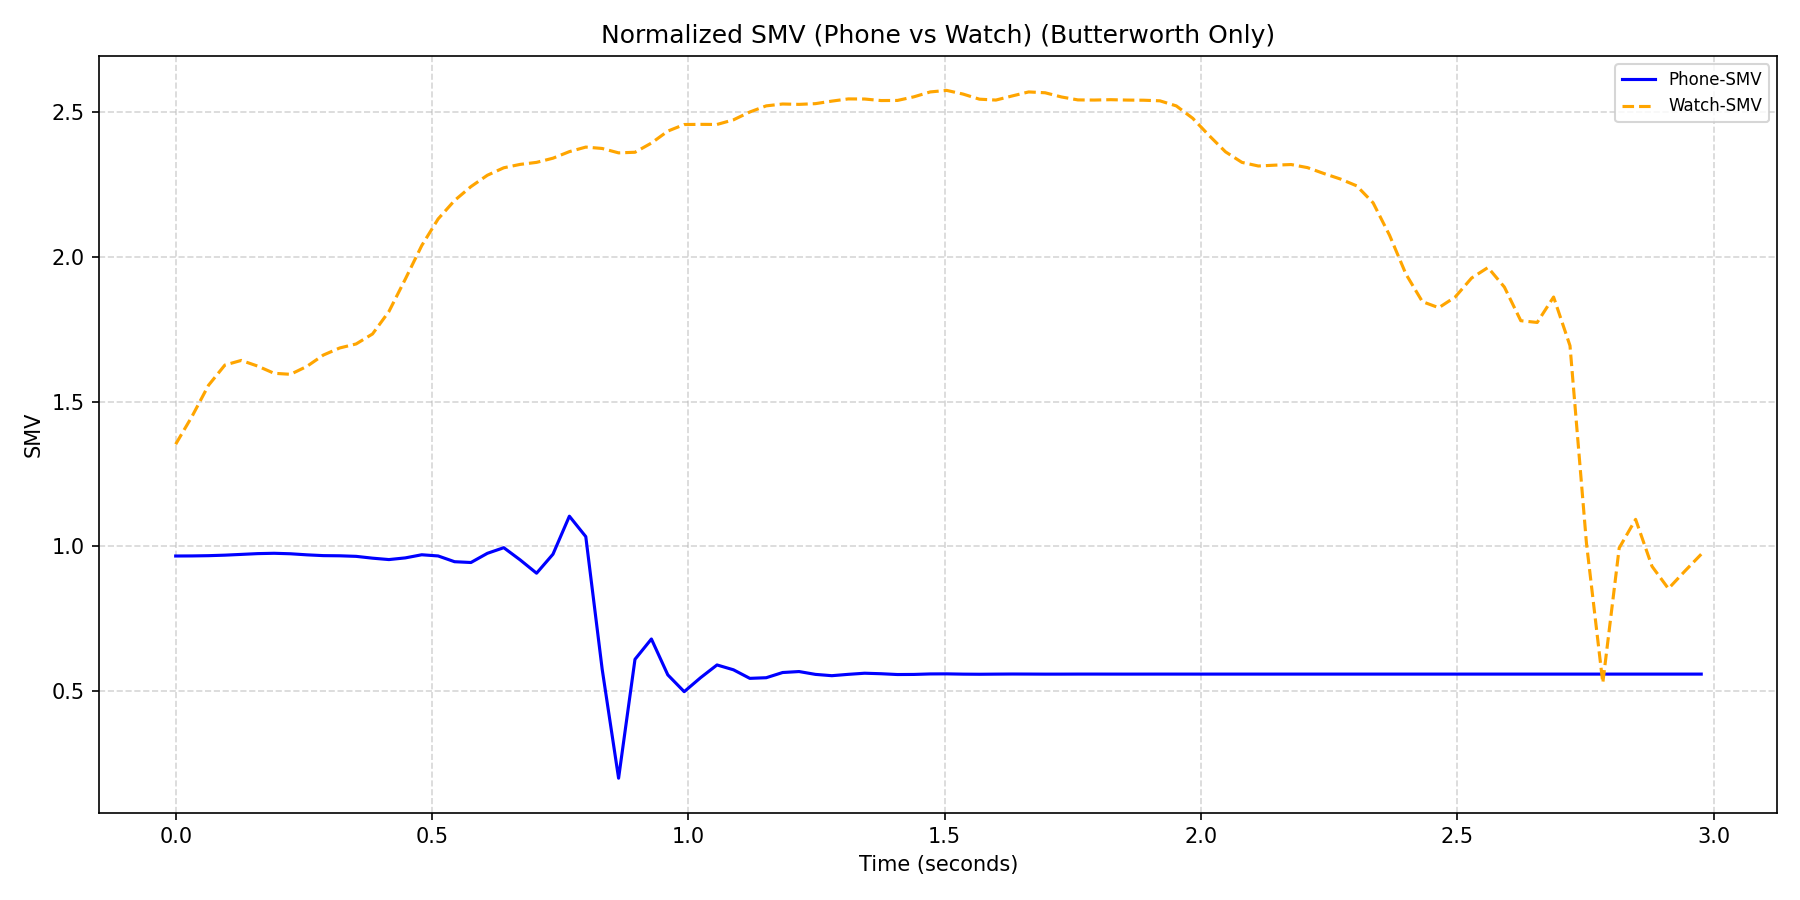 Normalized SMV (Phone vs Watch) (Butterworth Only)
Phone-SMV
Watch-SMV
SMV
2.5
2.0
1.5
1.0
0.5
0.0 0.5 1.0 1.5 2.0 2.5 3.0
Time (seconds)